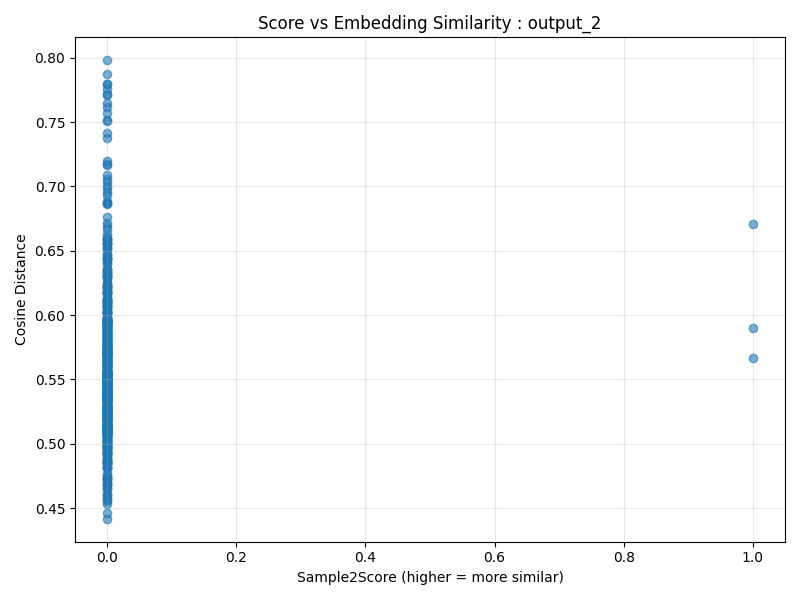 Score vs Embedding Similarity : output_2
0.80
0.75
0.70
0.65
0.60
0.55
0.50
0.45
Cosine Distance
0.0 0.2 0.4 0.6 0.8 1.0
Sample2Score (higher = more similar)